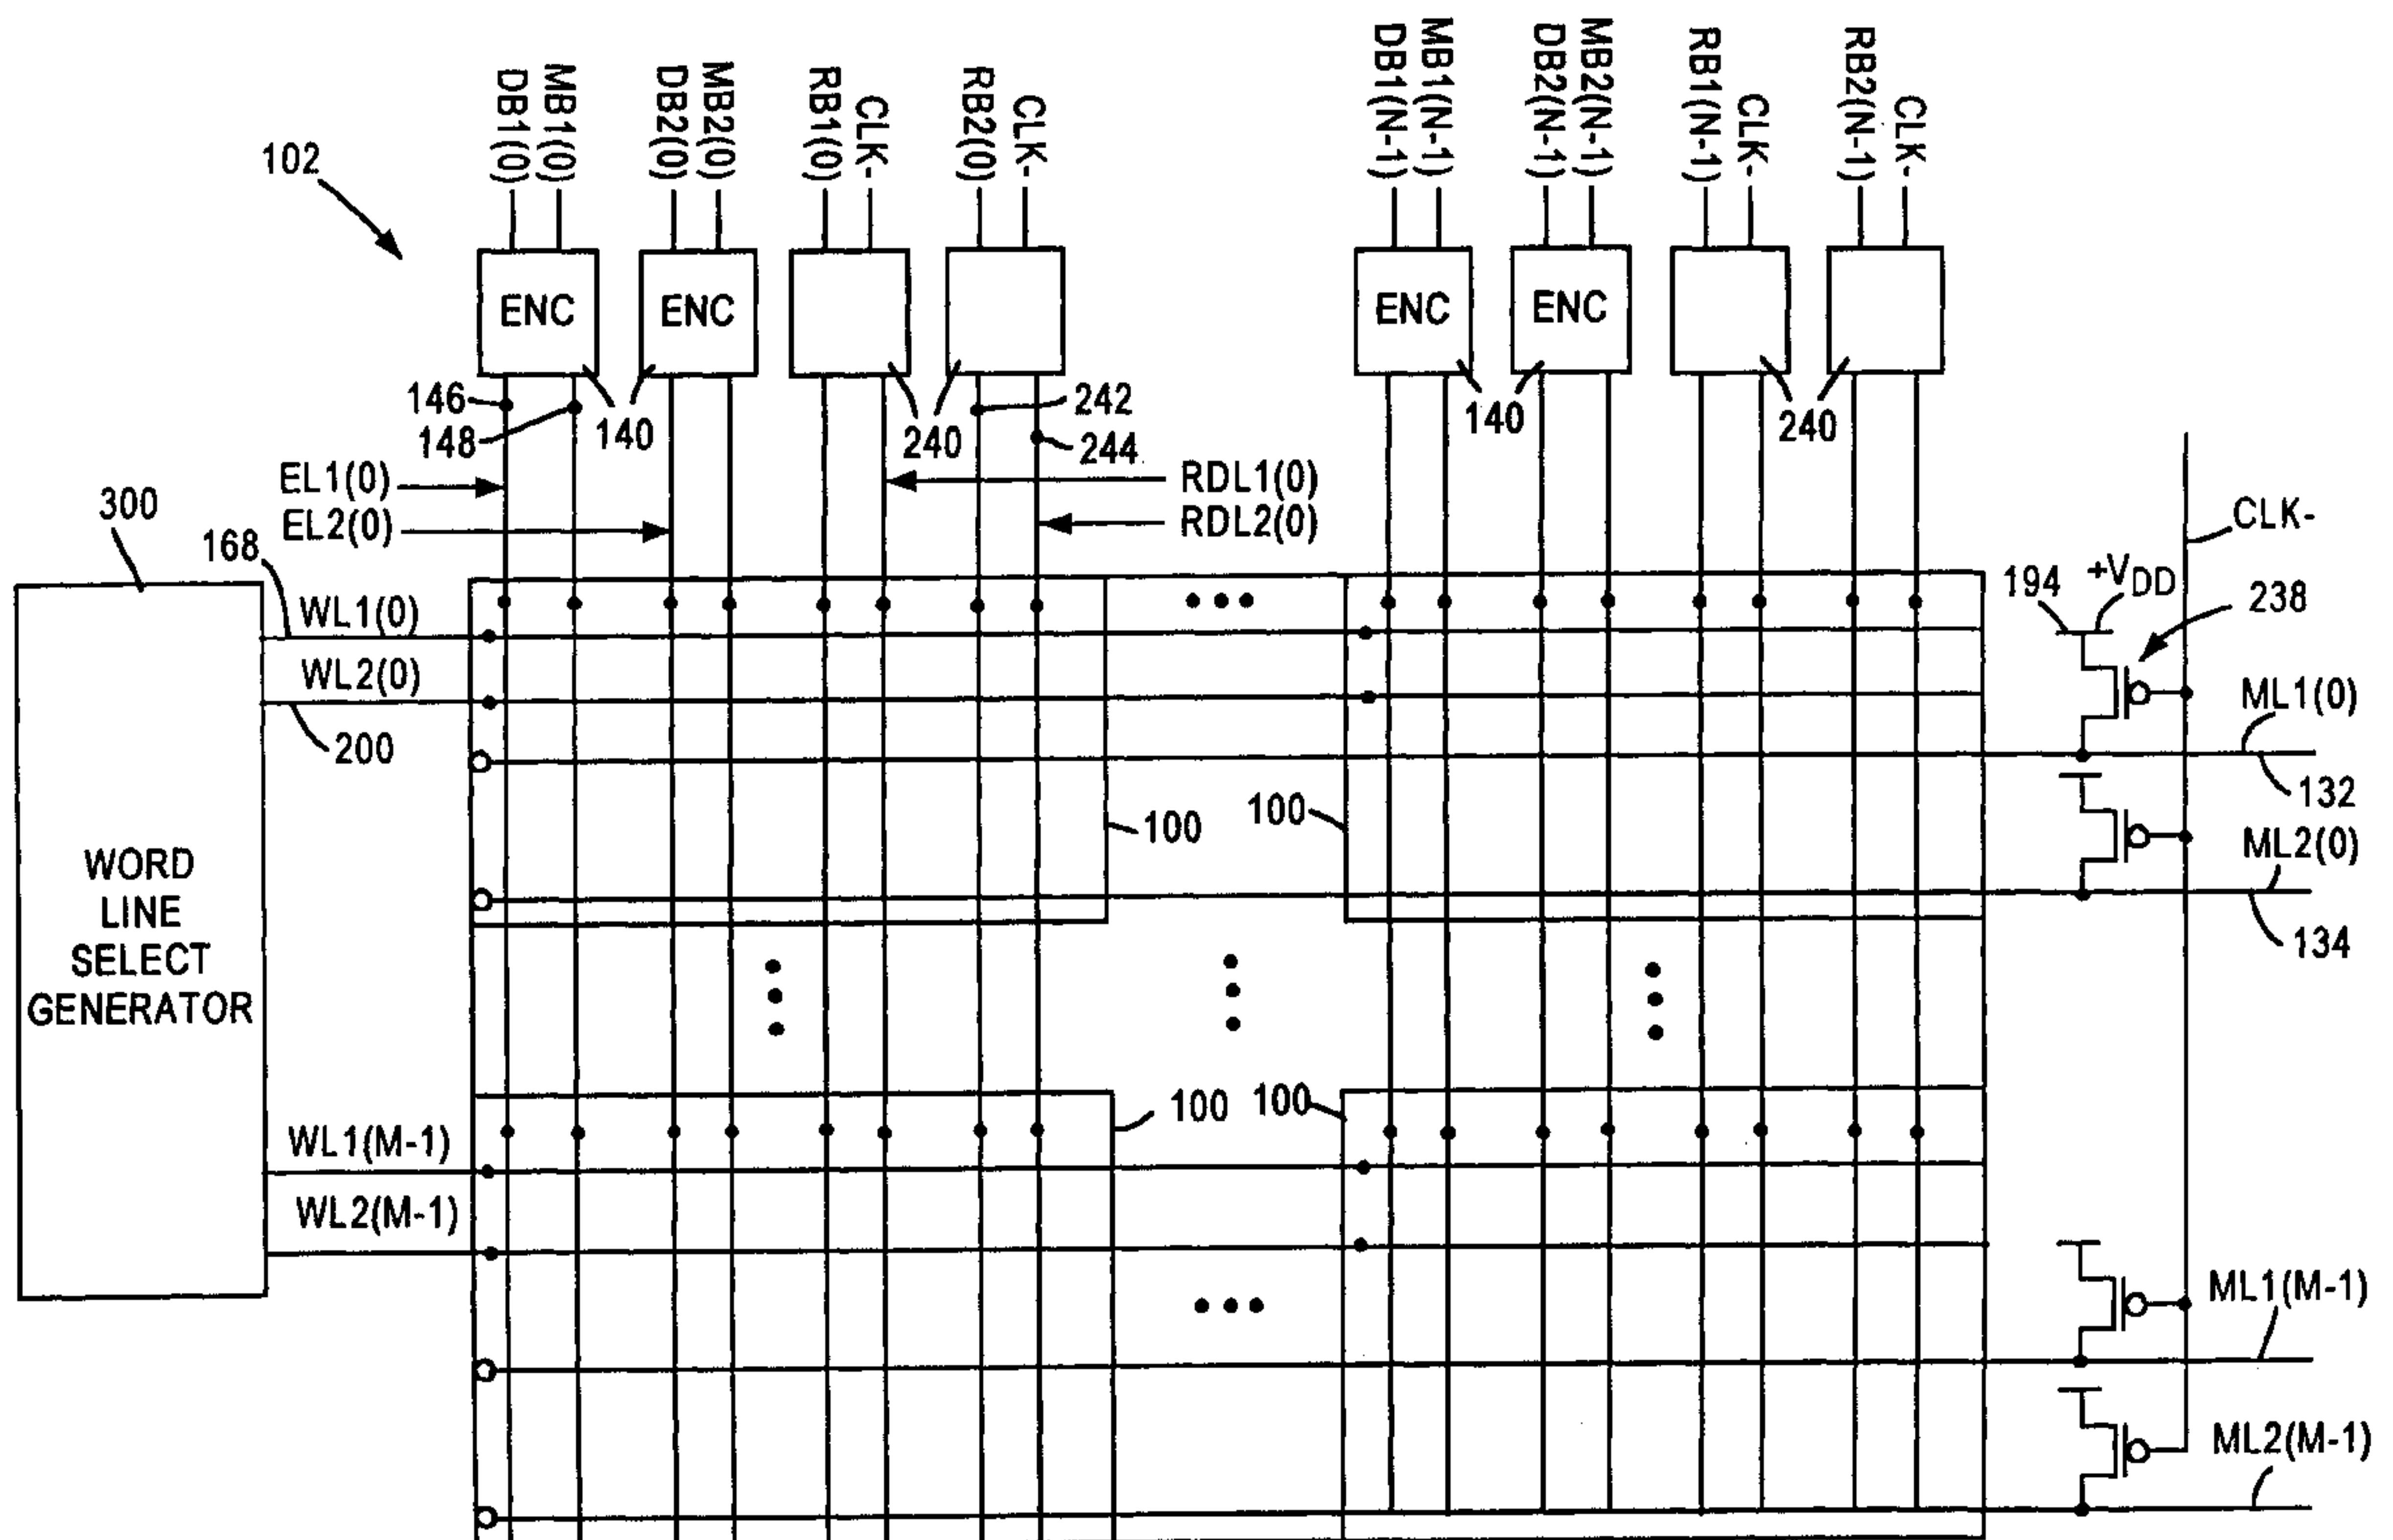 DB1(0) MB1(0) DB2(0) MB2(0) RB1(0) CLK- RB2(0) CLK- DB1(N-1) MB1(N-1) DB2(N-1) MB2(N-1) RB1(N-1) CLK- RB2(N-1) CLK-
102
ENC ENC ENC ENC
146 148 140 240 242 244 140 240
EL1(0) RDL1(0)
EL2(0) RDL2(0)
CLK-
300
168
WL1(0)
194 +VDD 238
WL2(0)
200
ML1(0)
132
100 100
ML2(0)
134
WORD
LINE
SELECT
GENERATOR
100 100
WL1(M-1)
WL2(M-1)
ML1(M-1)
ML2(M-1)